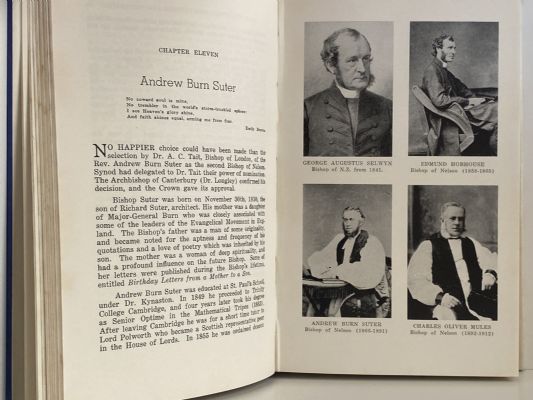 CHAPTER ELEVEN
Andrew Burn Suter
No coward soul is mine,
No trembler in the world's storm-troubled sphere:
I see Heaven's glory shine,
And faith shines equal, arming me from fear.
NO HAPPIER choice could have been made than the
selection by Dr. A. C. Tait, Bishop of London, of the
Rev. Andrew Burn Suter as the second Bishop of Nelson.
Synod had delegated to Dr. Tait their power of nomination.
The Archbishop of Canterbury (Dr. Longley) confirmed his
decision, and the Crown gave its approval.
Bishop Suter was born on November 30th, 1830, the
son of Richard Suter, architect. His mother was a daughter
of Major-General Burn who was closely associated with
some of the leaders of the Evangelical Movement in Eng-
land. The Bishop's father was a man of some originality,
and became noted for the aptness and frequency of his
quotations and a love of poetry which was inherited by his
son. The mother was a woman of deep spirituality, and
had a profound influence on the future Bishop. Some of
her letters were published during the Bishop's lifetime,
entitled Birthday Letters from a Mother to a Son.
Andrew Burn Suter was educated at St. Paul's School,
under Dr. Kynaston. In 1849 he proceeded to Trinity
College Cambridge, and four years later took his degree
as Senior Optime in the Mathematical Tripos (1853).
After leaving Cambridge he was for a short time tutor to
Lord Polworth who became a Scottish representative peer
in the House of Lords. In 1855 he was ordained deacon
GEORGE AUGUSTUS SELWYN
Bishop of N.Z. from 1841.
EDMUND HOBHOUSE
Bishop of Nelson (1858-1865)
ANDREW BURN SUTER
Bishop of Nelson (1866-1891)
CHARLES OLIVER MULES
Bishop of Nelson (1892-1912)